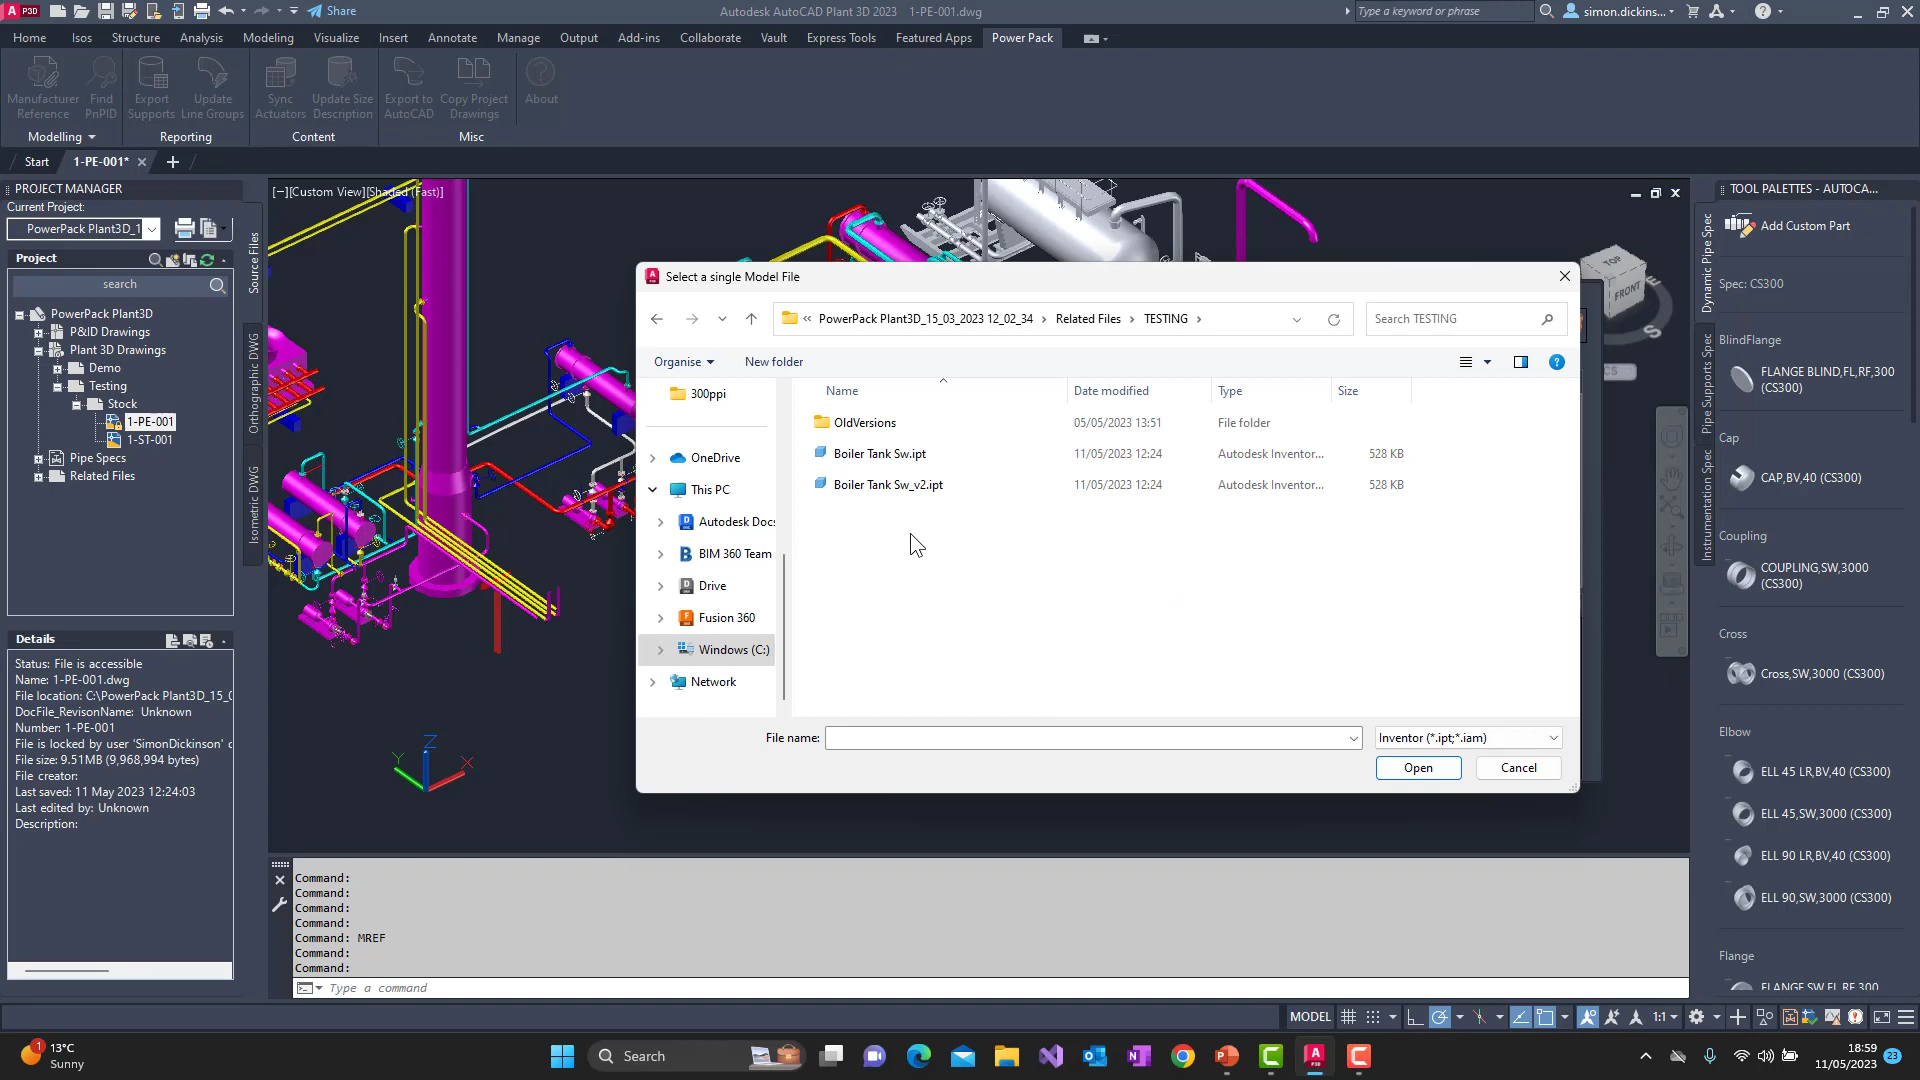 A P3D
Share
Autodesk AutoCAD Plant 3D 2023 1-PE-001.dwg
Type a keyword or phrase
simon.dickins...
Home Isos Structure Analysis Modeling Visualize Insert Annotate View Manage Output Add-ins Collaborate Vault Express Tools Featured Apps Power Pack
Manufacturer Reference
Find PnPID
Export Supports
Update Line Groups
Sync Actuators
Update Size Description
Export to AutoCAD
Copy Project Drawings
About
Modelling
Reporting
Content
Misc
Start
1-PE-001*
PROJECT MANAGER
Current Project:
PowerPack Plant3D_1
Project
search
PowerPack Plant3D
P&ID Drawings
Plant 3D Drawings
Demo
Testing
Stock
1-PE-001
1-ST-001
Pipe Specs
Related Files
Source Files
Orthographic DWG
Isometric DWG
Details
Status: File is accessible
Name: 1-PE-001.dwg
File location: C:\PowerPack Plant3D_15_0
DocFile_RevisonName: Unknown
Number: 1-PE-001
File is locked by user 'SimonDickinson'
File size: 9.51MB (9,968,994 bytes)
File creator:
Last saved: 11 May 2023 12:24:03
Last edited by: Unknown
Description:
[−][Custom View][Shaded (Fast)]
Z
Y
X
TOP
FRONT
S
Select a single Model File
« PowerPack Plant3D_15_03_2023 12_02_34 › Related Files › TESTING ›
Search TESTING
Organise
New folder
300ppi
OneDrive
This PC
Autodesk Docs
BIM 360 Team
Drive
Fusion 360
Windows (C:)
Network
Name Date modified Type Size
OldVersions 05/05/2023 13:51 File folder
Boiler Tank Sw.ipt 11/05/2023 12:24 Autodesk Inventor... 528 KB
Boiler Tank Sw_v2.ipt 11/05/2023 12:24 Autodesk Inventor... 528 KB
File name:
Inventor (*.ipt;*.iam)
Open
Cancel
CS
Command:
Command:
Command:
Command:
Command: MREF
Command:
Command:
Type a command
TOOL PALETTES - AUTOCA...
Dynamic Pipe Spec
Pipe Supports Spec
Instrumentation Spec
Add Custom Part
Spec: CS300
BlindFlange
FLANGE BLIND,FL,RF,300
(CS300)
Cap
CAP,BV,40 (CS300)
Coupling
COUPLING,SW,3000
(CS300)
Cross
Cross,SW,3000 (CS300)
Elbow
ELL 45 LR,BV,40 (CS300)
ELL 45,SW,3000 (CS300)
ELL 90 LR,BV,40 (CS300)
ELL 90,SW,3000 (CS300)
Flange
FLANGE SW,FL,RF,300
MODEL
1:1
1
13°C
Sunny
Search
18:59
11/05/2023
23